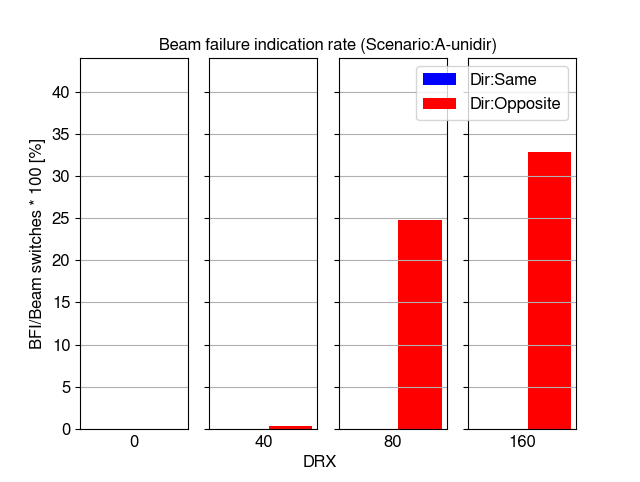 Beam failure indication rate (Scenario:A-unidir)
Dir:Same
Dir:Opposite
BFI/Beam switches * 100 [%]
40
35
30
25
20
15
10
5
0
0
40
80
160
DRX